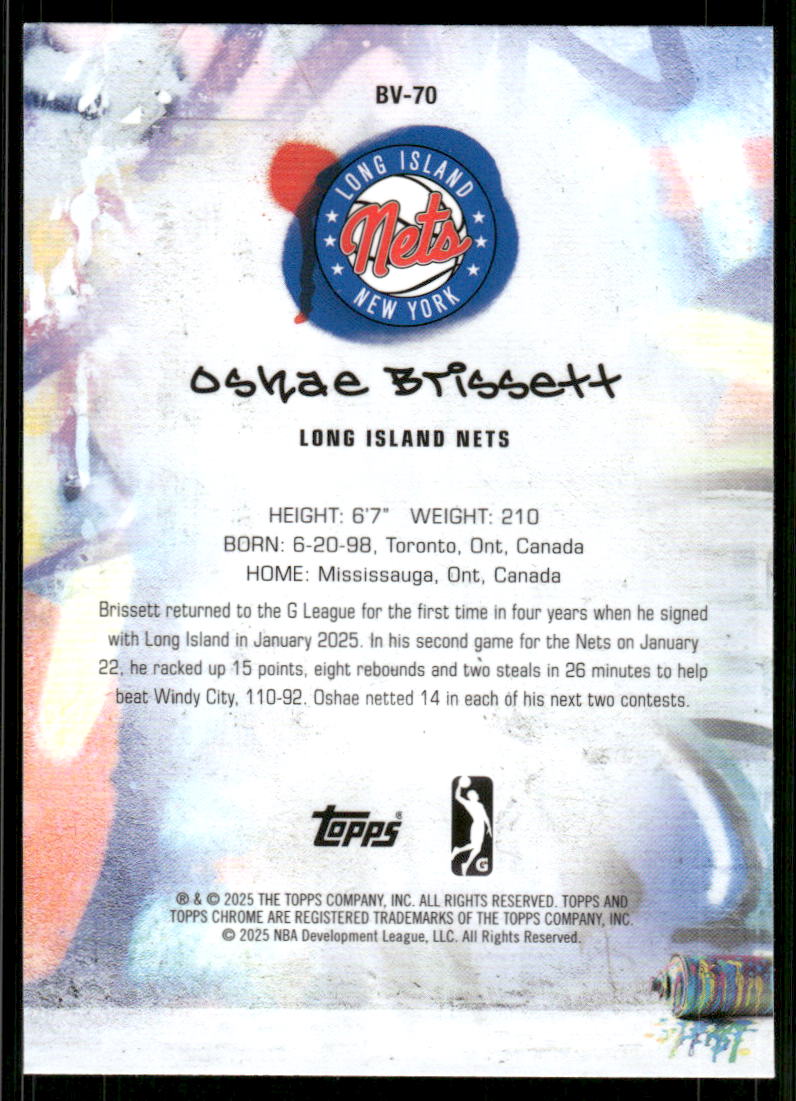 BV-70
LONG ISLAND
Nets
NEW YORK
Oshae Brissett
LONG ISLAND NETS
HEIGHT: 6'7" WEIGHT: 210
BORN: 6-20-98, Toronto, Ont, Canada
HOME: Mississauga, Ont, Canada
Brissett returned to the G League for the first time in four years when he signed
with Long Island in January 2025. In his second game for the Nets on January
22, he racked up 15 points, eight rebounds and two steals in 26 minutes to help
beat Windy City, 110-92. Oshae netted 14 in each of his next two contests.
topps®
G
® & © 2025 THE TOPPS COMPANY, INC. ALL RIGHTS RESERVED. TOPPS AND
TOPPS CHROME ARE REGISTERED TRADEMARKS OF THE TOPPS COMPANY, INC.
© 2025 NBA Development League, LLC. All Rights Reserved.